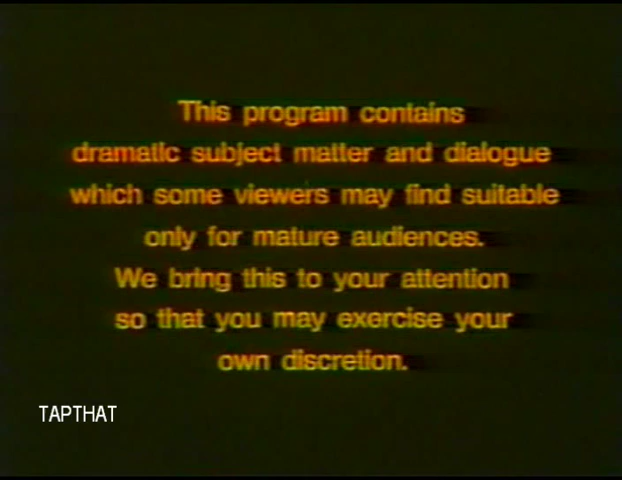 This program contains
dramatic subject matter and dialogue
which some viewers may find suitable
only for mature audiences.
We bring this to your attention
so that you may exercise your
own discretion.
TAPTHAT